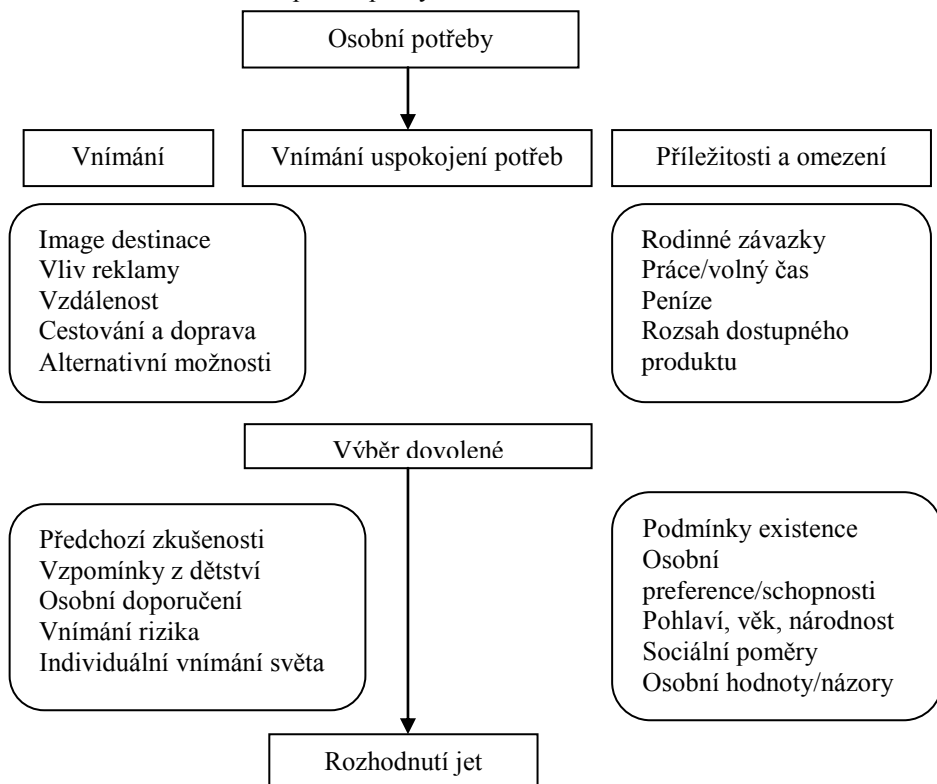 Osobní potřeby
Vnímání
Vnímání uspokojení potřeb
Příležitosti a omezení
Image destinace
Vliv reklamy
Vzdálenost
Cestování a doprava
Alternativní možnosti
Rodinné závazky
Práce/volný čas
Peníze
Rozsah dostupného
produktu
Výběr dovolené
Předchozí zkušenosti
Vzpomínky z dětství
Osobní doporučení
Vnímání rizika
Individuální vnímání světa
Podmínky existence
Osobní
preference/schopnosti
Pohlaví, věk, národnost
Sociální poměry
Osobní hodnoty/názory
Rozhodnutí jet